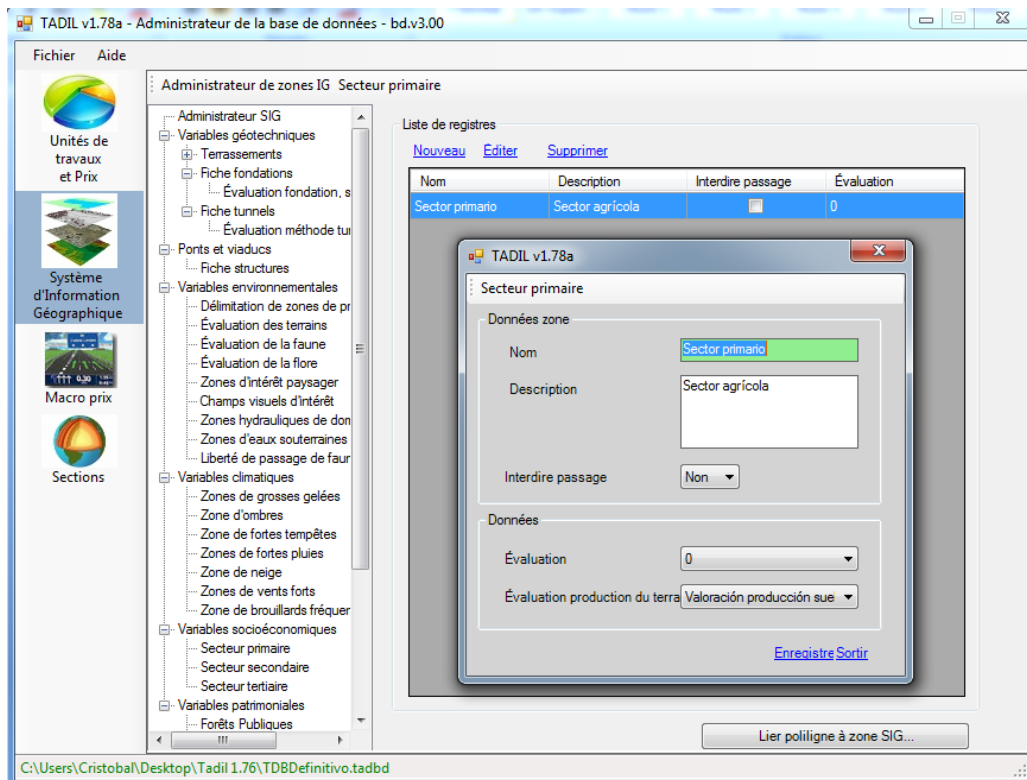 TADIL v1.78a - Administrateur de la base de données - bd.v3.00
Fichier Aide
Unités de
travaux
et Prix
Système
d'Information
Géographique
Macro prix
Sections
Administrateur de zones IG Secteur primaire
Administrateur SIG
Variables géotechniques
Terrassements
Fiche fondations
Évaluation fondation, s
Fiche tunnels
Évaluation méthode tu
Ponts et viaducs
Fiche structures
Variables environnementales
Délimitation de zones de pr
Évaluation des terrains
Évaluation de la faune
Évaluation de la flore
Zones d'intérêt paysager
Champs visuels d'intérêt
Zones hydrauliques de don
Zones d'eaux souterraines
Liberté de passage de faur
Variables climatiques
Zones de grosses gelées
Zone d'ombres
Zone de fortes tempêtes
Zones de fortes pluies
Zone de neige
Zones de vents forts
Zone de brouillards fréquer
Variables socioéconomiques
Secteur primaire
Secteur secondaire
Secteur tertiaire
Variables patrimoniales
Forêts Publiques
Liste de registres
Nouveau Éditer Supprimer
Nom Description Interdire passage Évaluation
Sector primario Sector agrícola 0
TADIL v1.78a
Secteur primaire
Données zone
Nom Sector primario
Description Sector agrícola
Interdire passage Non
Données
Évaluation 0
Évaluation production du terra Valoración producción sue
Enregistre Sortir
Lier poliligne à zone SIG...
C:\Users\Cristobal\Desktop\Tadil 1.76\TDBDefinitivo.tadbd